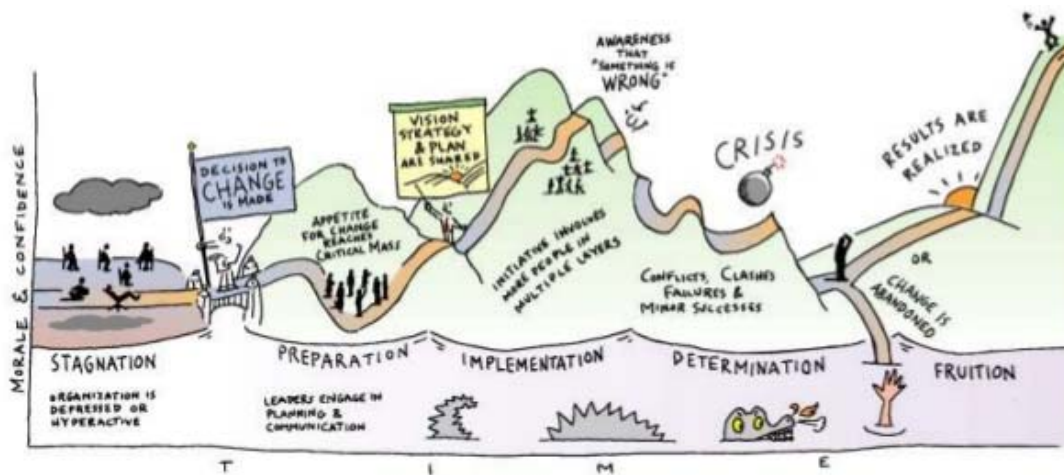 MORALE & CONFIDENCE
DECISION TO
CHANGE
IS MADE
APPETITE
FOR CHANGE
REACHES
CRITICAL MASS
VISION
STRATEGY
& PLAN
ARE SHARED
INITIATIVE INVOLVES
MORE PEOPLE IN
MULTIPLE LAYERS
AWARENESS
THAT
"SOMETHING IS
WRONG"
CRISIS
CONFLICTS, CLASHES
FAILURES &
MINOR SUCCESSES
RESULTS ARE
REALIZED
OR
CHANGE IS
ABANDONED
STAGNATION
ORGANIZATION IS
DEPRESSED OR
HYPERACTIVE
PREPARATION
LEADERS ENGAGE IN
PLANNING &
COMMUNICATION
IMPLEMENTATION
DETERMINATION
FRUITION
TIME